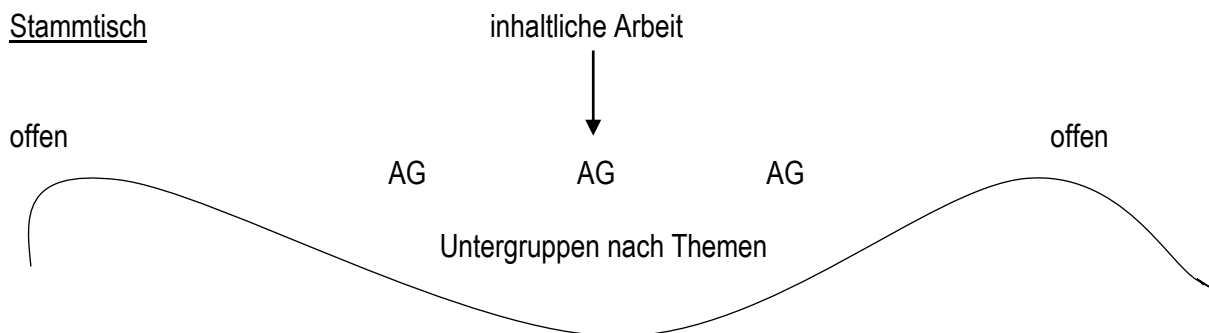 Stammtisch inhaltliche Arbeit
offen offen
AG AG AG
Untergruppen nach Themen